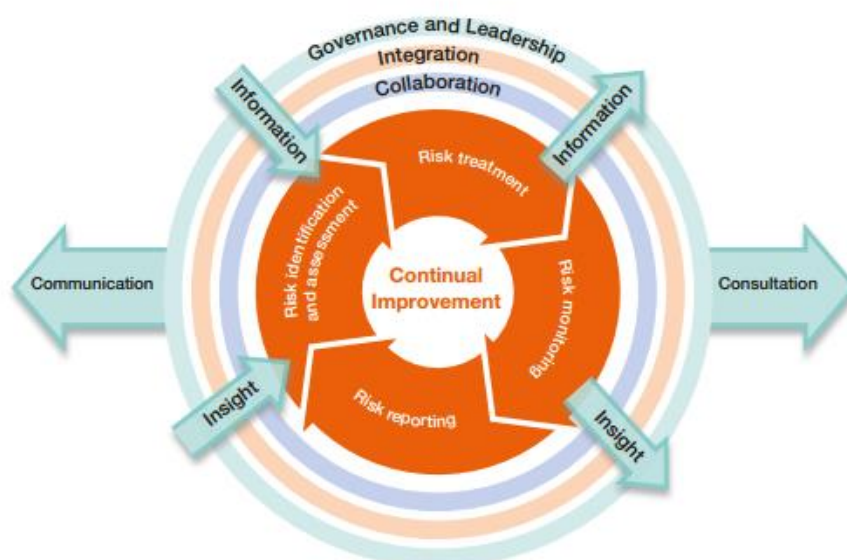 Governance and Leadership
Integration
Collaboration
Information
Information
Risk treatment
Risk identification
and assessment
Continual
Improvement
Communication
Consultation
Risk monitoring
Insight
Risk reporting
Insight